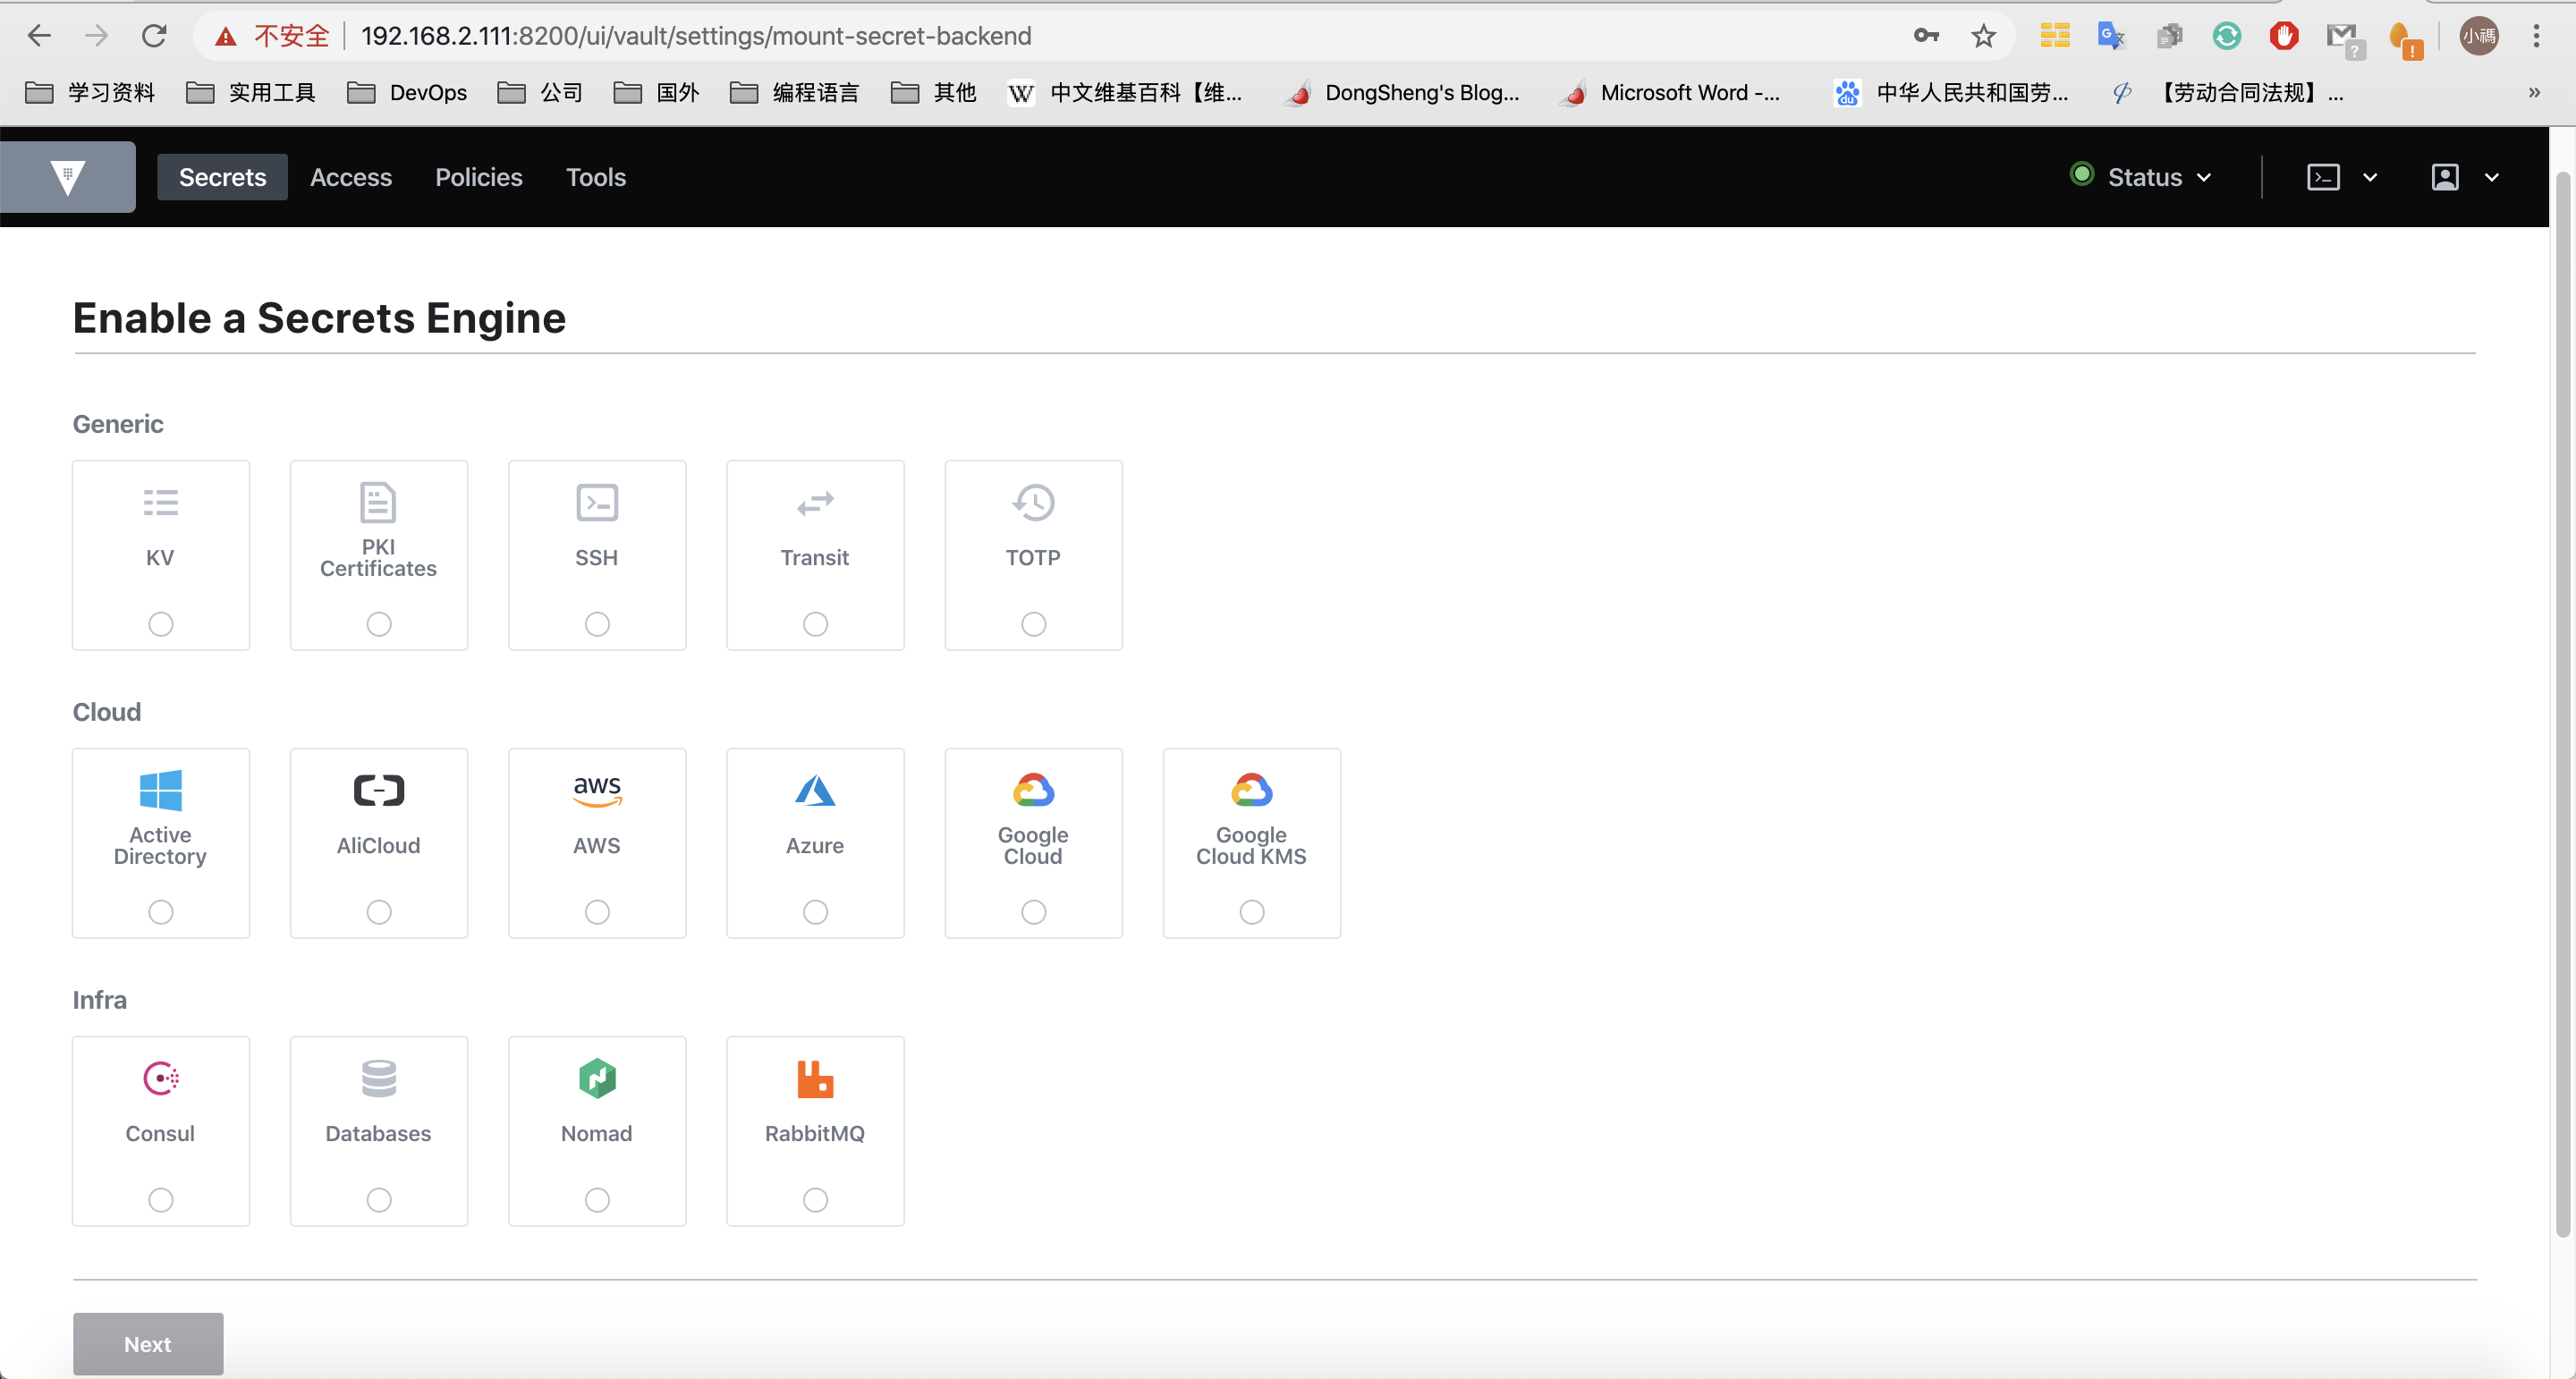 不安全 192.168.2.111:8200/ui/vault/settings/mount-secret-backend 小禤
学习资料 实用工具 DevOps 公司 国外 编程语言 其他 中文维基百科【维... DongSheng's Blog... Microsoft Word -... 中华人民共和国劳... 【劳动合同法规】 ... »
Secrets Access Policies Tools Status
Enable a Secrets Engine
Generic
KV
PKI
Certificates
SSH
Transit
TOTP
Cloud
Active
Directory
AliCloud
aws
AWS
Azure
Google
Cloud
Google
Cloud KMS
Infra
Consul
Databases
Nomad
RabbitMQ
Next